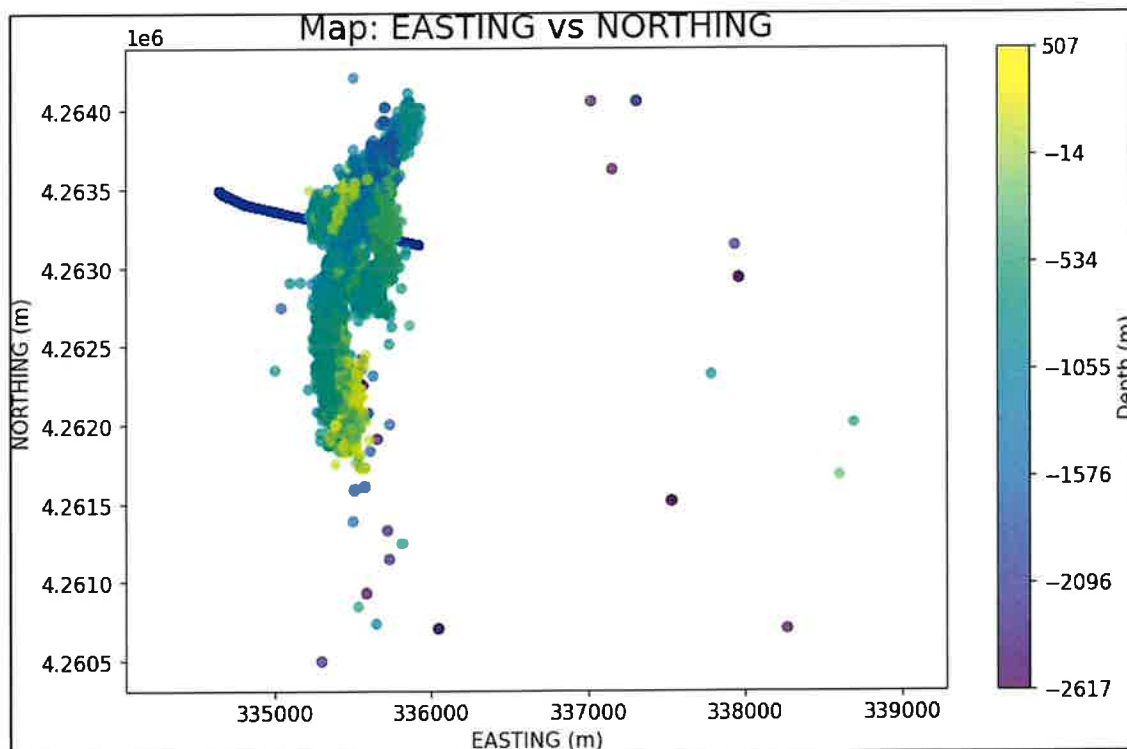 Map: EASTING vs NORTHING
1e6
4.2640
4.2635
4.2630
4.2625
4.2620
4.2615
4.2610
4.2605
NORTHING (m)
335000 336000 337000 338000 339000
EASTING (m)
507
−14
−534
−1055
−1576
−2096
−2617
Depth (m)